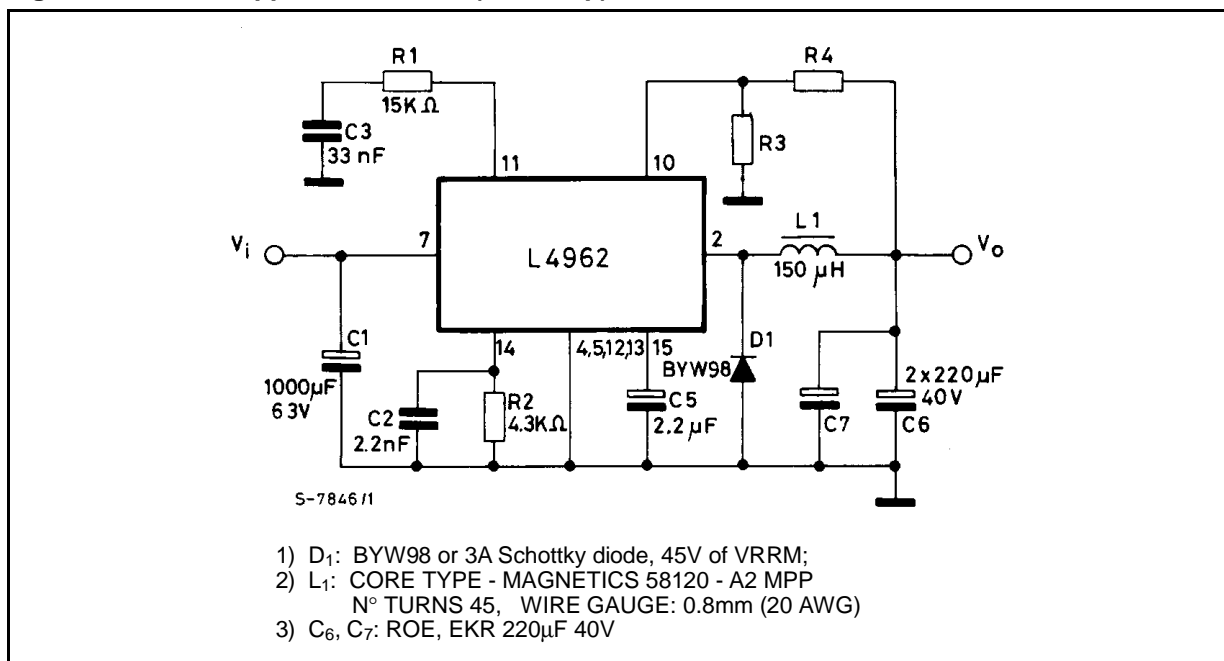 R1
15KΩ
C3
33 nF
11
10
R4
R3
Vi
7
L4962
2
L1
150 μH
Vo
C1
1000μF
63V
14
4,5,12,13
15
C2
2.2nF
R2
4.3KΩ
C5
2.2μF
D1
BYW98
C7
2x220μF
40V
C6
S-7846/1
1) D1: BYW98 or 3A Schottky diode, 45V of VRRM;
2) L1: CORE TYPE - MAGNETICS 58120 - A2 MPP
N° TURNS 45, WIRE GAUGE: 0.8mm (20 AWG)
3) C6, C7: ROE, EKR 220μF 40V